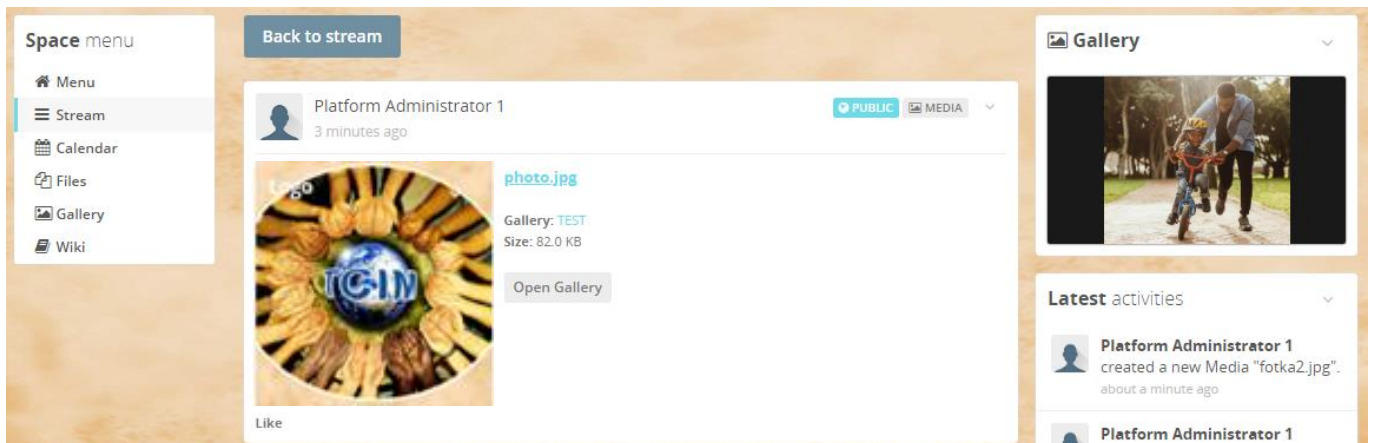 Space menu
Menu
Stream
Calendar
Files
Gallery
Wiki
Back to stream
Platform Administrator 1
3 minutes ago
PUBLIC
MEDIA
logo
TCIN
photo.jpg
Gallery: TEST
Size: 82.0 KB
Open Gallery
Like
Gallery
Latest activities
Platform Administrator 1
created a new Media "fotka2.jpg".
about a minute ago
Platform Administrator 1